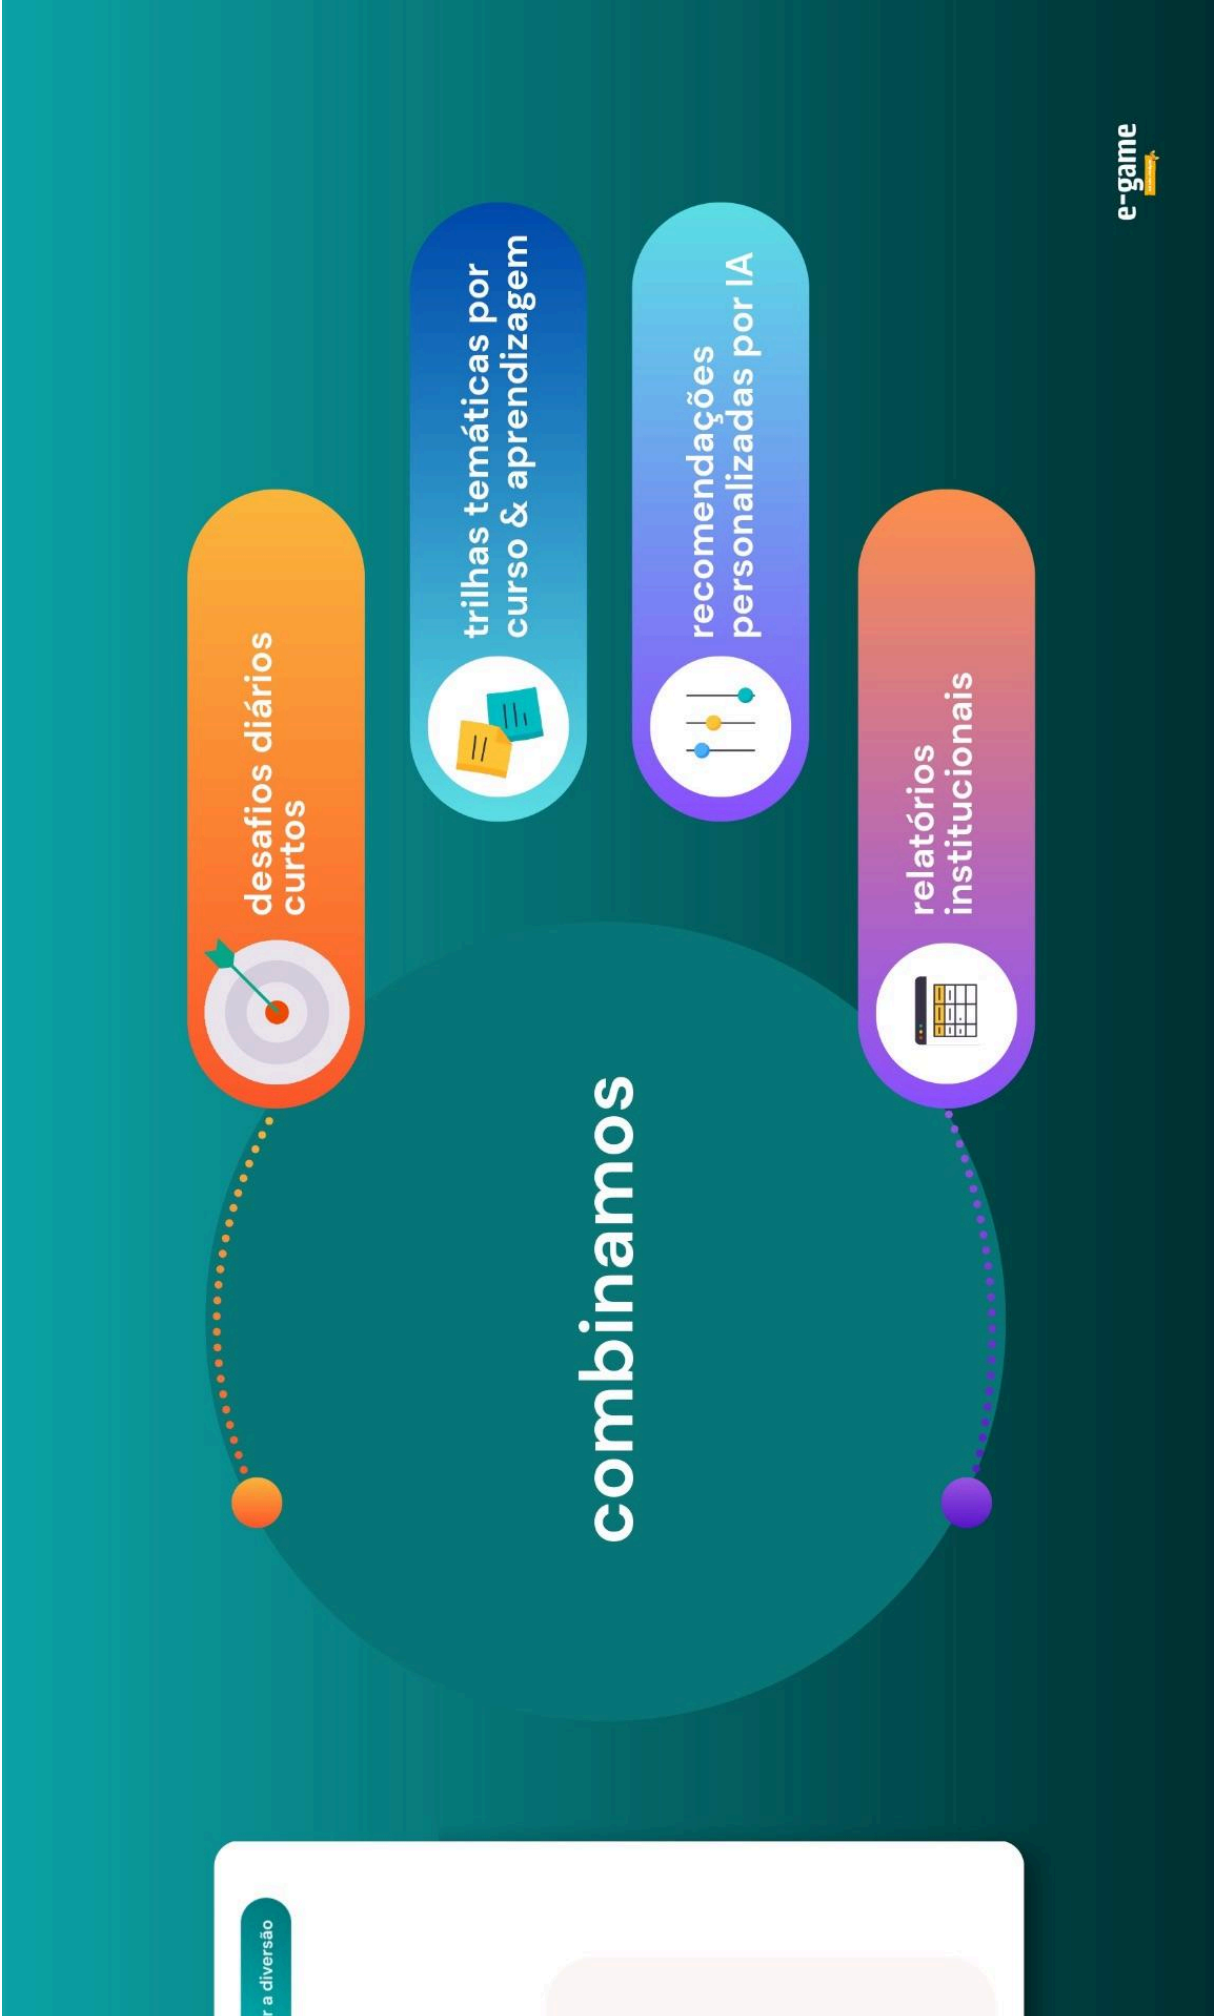 r a diversão
combinamos
desafios diários
curtos
trilhas temáticas por
curso & aprendizagem
recomendações
personalizadas por IA
relatórios
institucionais
e-game